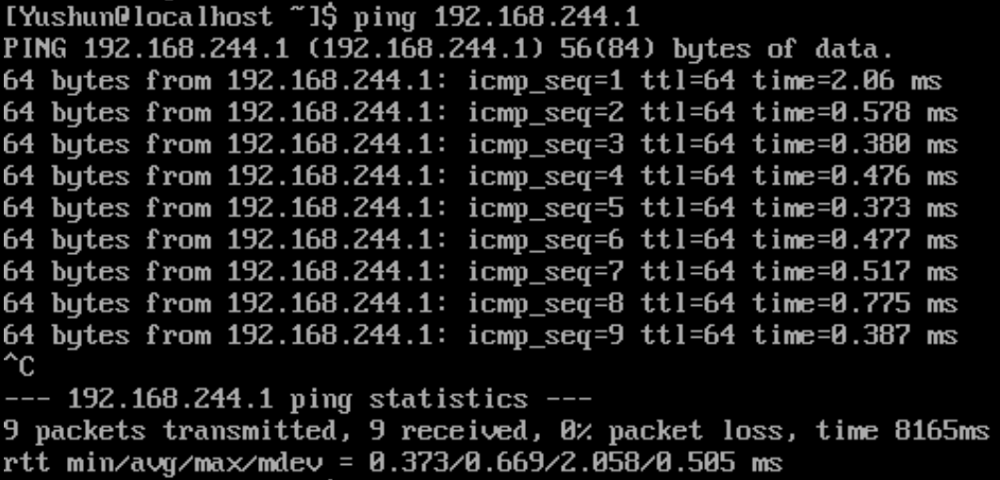 [Yushun@localhost ~]$ ping 192.168.244.1
PING 192.168.244.1 (192.168.244.1) 56(84) bytes of data.
64 bytes from 192.168.244.1: icmp_seq=1 ttl=64 time=2.06 ms
64 bytes from 192.168.244.1: icmp_seq=2 ttl=64 time=0.578 ms
64 bytes from 192.168.244.1: icmp_seq=3 ttl=64 time=0.380 ms
64 bytes from 192.168.244.1: icmp_seq=4 ttl=64 time=0.476 ms
64 bytes from 192.168.244.1: icmp_seq=5 ttl=64 time=0.373 ms
64 bytes from 192.168.244.1: icmp_seq=6 ttl=64 time=0.477 ms
64 bytes from 192.168.244.1: icmp_seq=7 ttl=64 time=0.517 ms
64 bytes from 192.168.244.1: icmp_seq=8 ttl=64 time=0.775 ms
64 bytes from 192.168.244.1: icmp_seq=9 ttl=64 time=0.387 ms
^C
--- 192.168.244.1 ping statistics ---
9 packets transmitted, 9 received, 0% packet loss, time 8165ms
rtt min/avg/max/mdev = 0.373/0.669/2.058/0.505 ms